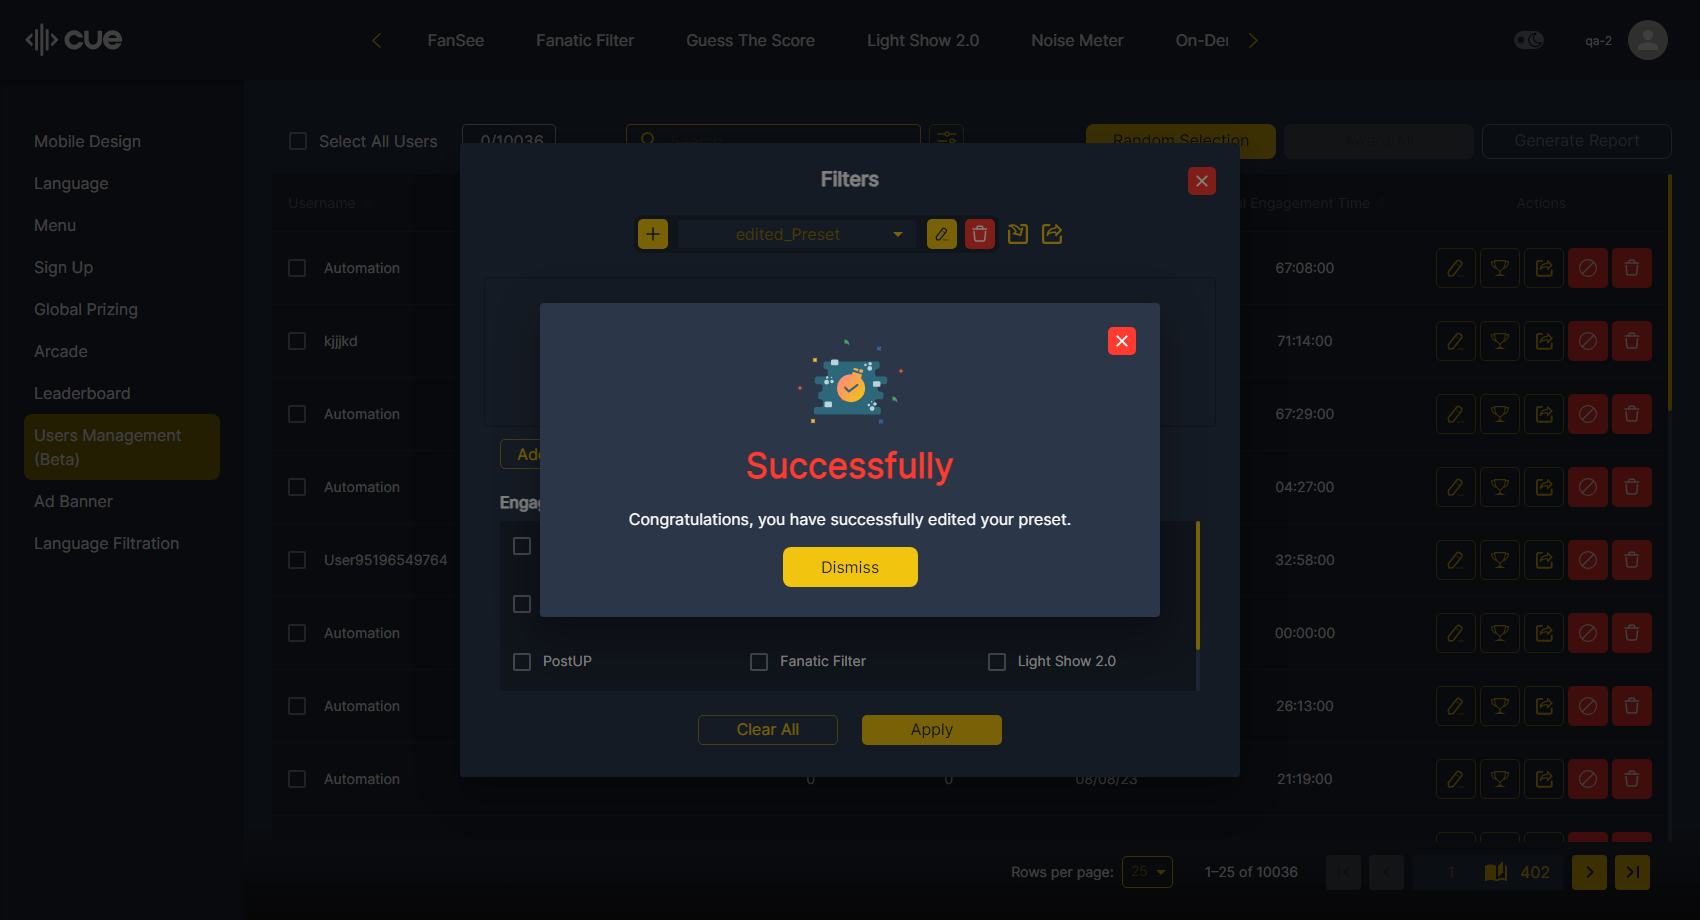 cue
FanSee
Fanatic Filter
Guess The Score
Light Show 2.0
Noise Meter
On-De
qa-2
Mobile Design
Language
Menu
Sign Up
Global Prizing
Arcade
Leaderboard
Users Management
(Beta)
Ad Banner
Language Filtration
Select All Users
0/10036
Search
Random Selection
Generate Report
Username
Engagement Time
Actions
Automation
67:08:00
kjjjkd
71:14:00
Automation
67:29:00
Automation
04:27:00
User95196549764
32:58:00
Automation
00:00:00
Automation
26:13:00
Automation
0
0
08/08/23
21:19:00
Filters
edited_Preset
Successfully
Congratulations, you have successfully edited your preset.
Dismiss
PostUP
Fanatic Filter
Light Show 2.0
Clear All
Apply
Rows per page:
25
1–25 of 10036
1
402